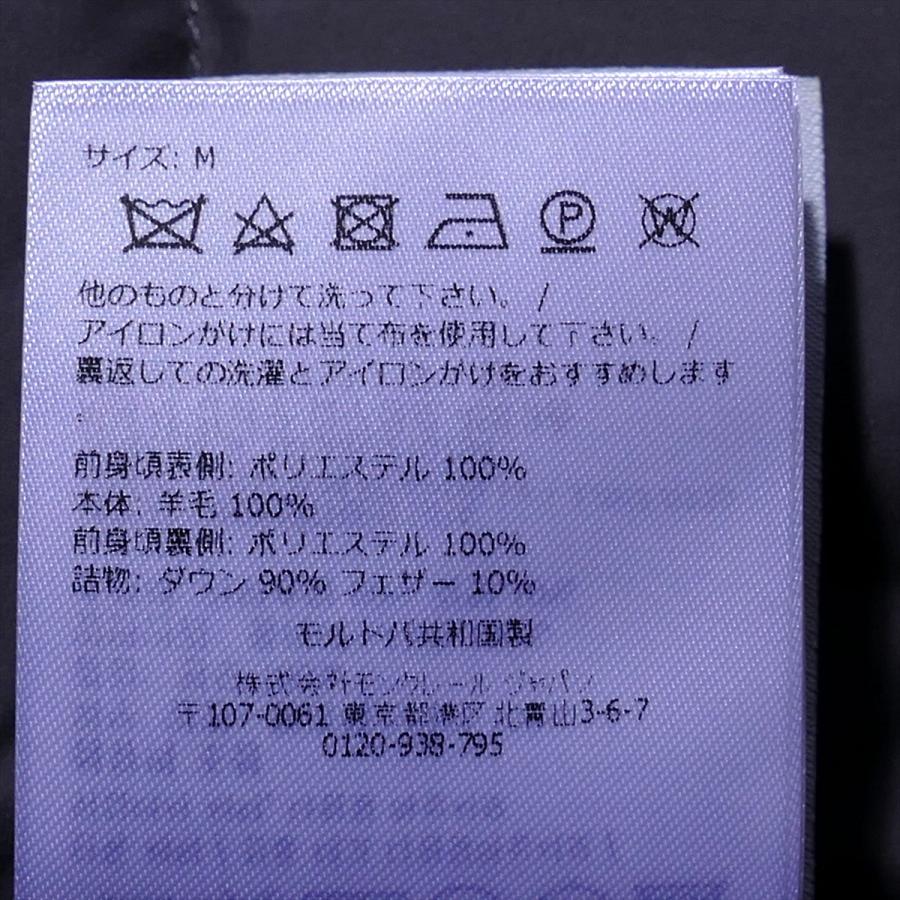 サイズ: M
P
W
他のものと分けて洗って下さい。 /
アイロンがけには当て布を使用して下さい。 /
裏返しての洗濯とアイロンがけをおすすめします
.
前身頃表側: ポリエステル 100%
本体: 羊毛 100%
前身頃裏側: ポリエステル 100%
詰物: ダウン 90% フェザー 10%
モルドバ共和国製
株式会社モンクレール ジャパン
〒107-0061 東京都港区 北青山3-6-7
0120-938-795